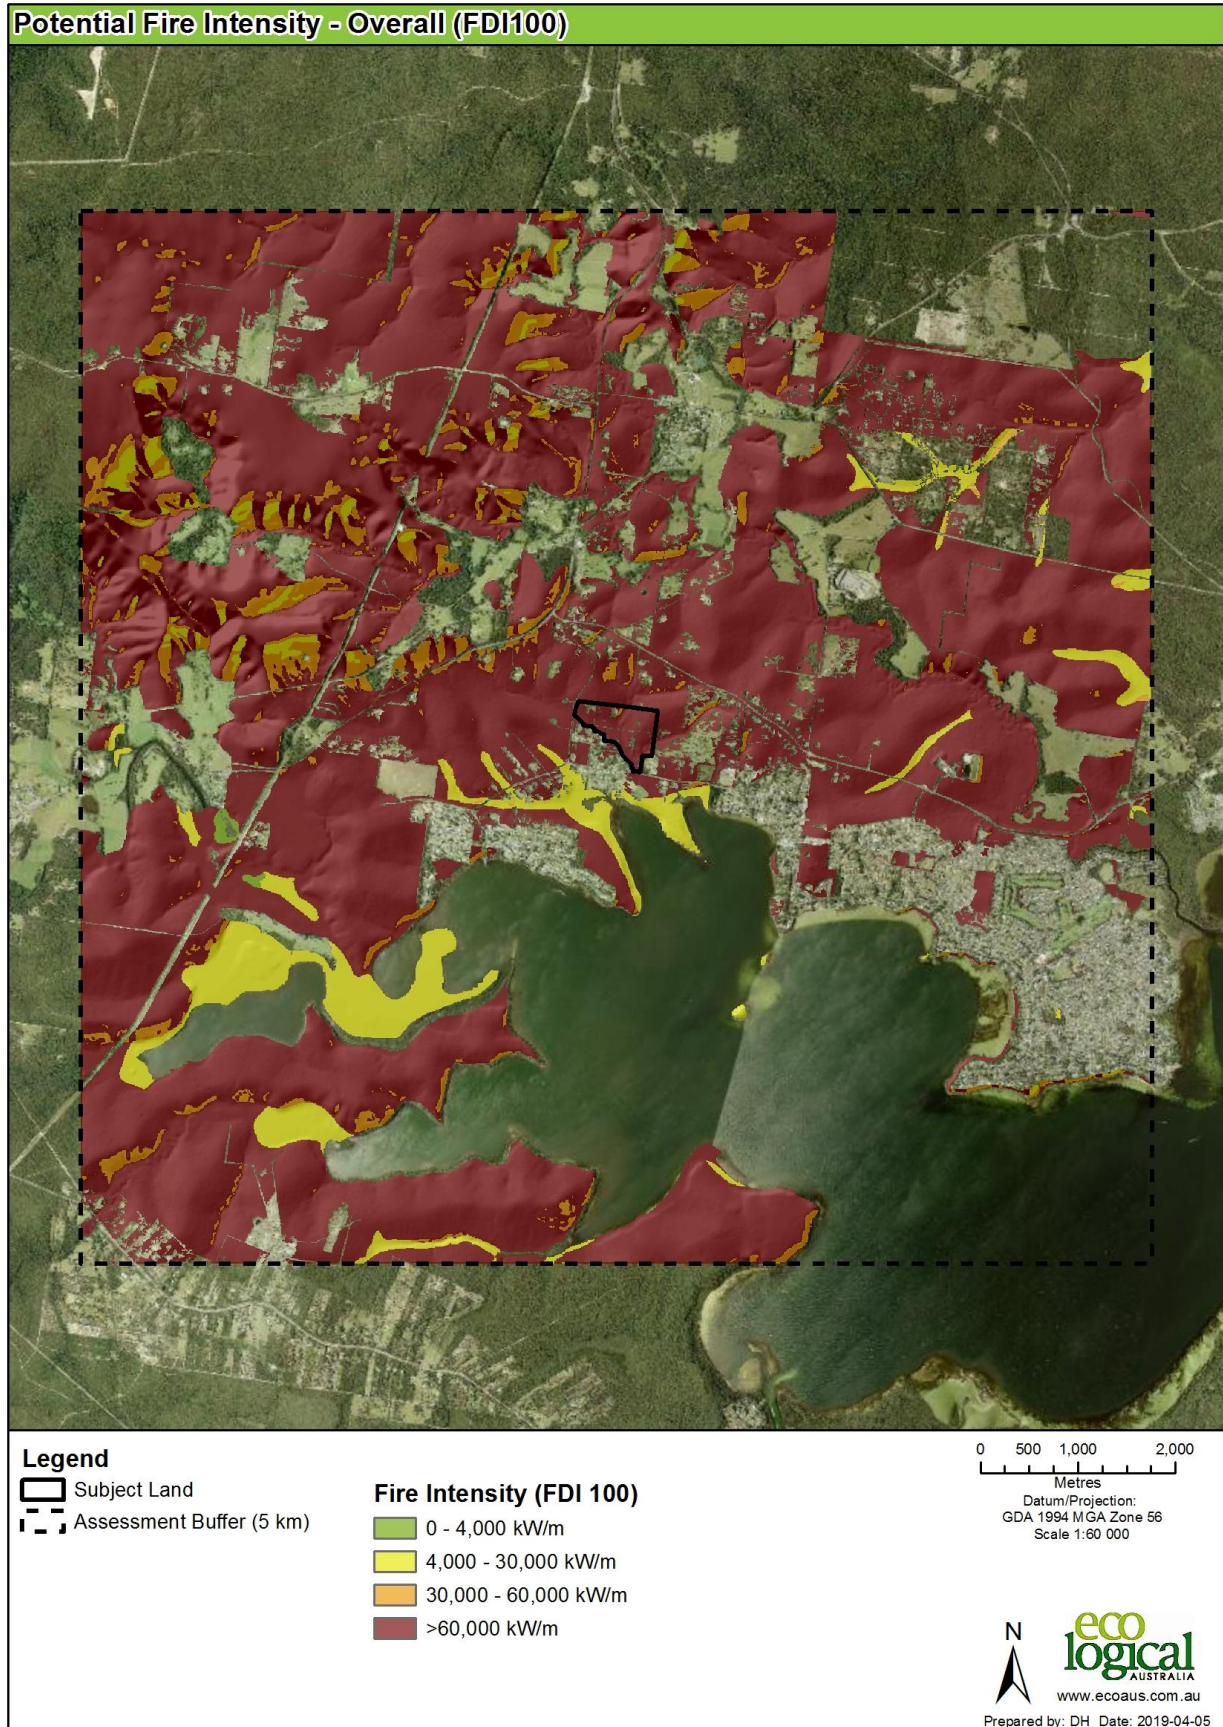 Potential Fire Intensity - Overall (FDI100)
Legend
Subject Land
Assessment Buffer (5 km)
Fire Intensity (FDI 100)
0 - 4,000 kW/m
4,000 - 30,000 kW/m
30,000 - 60,000 kW/m
>60,000 kW/m
0 500 1,000 2,000
Metres
Datum/Projection:
GDA 1994 MGA Zone 56
Scale 1:60 000
N
eco
logical
AUSTRALIA
www.ecoaus.com.au
Prepared by: DH Date: 2019-04-05